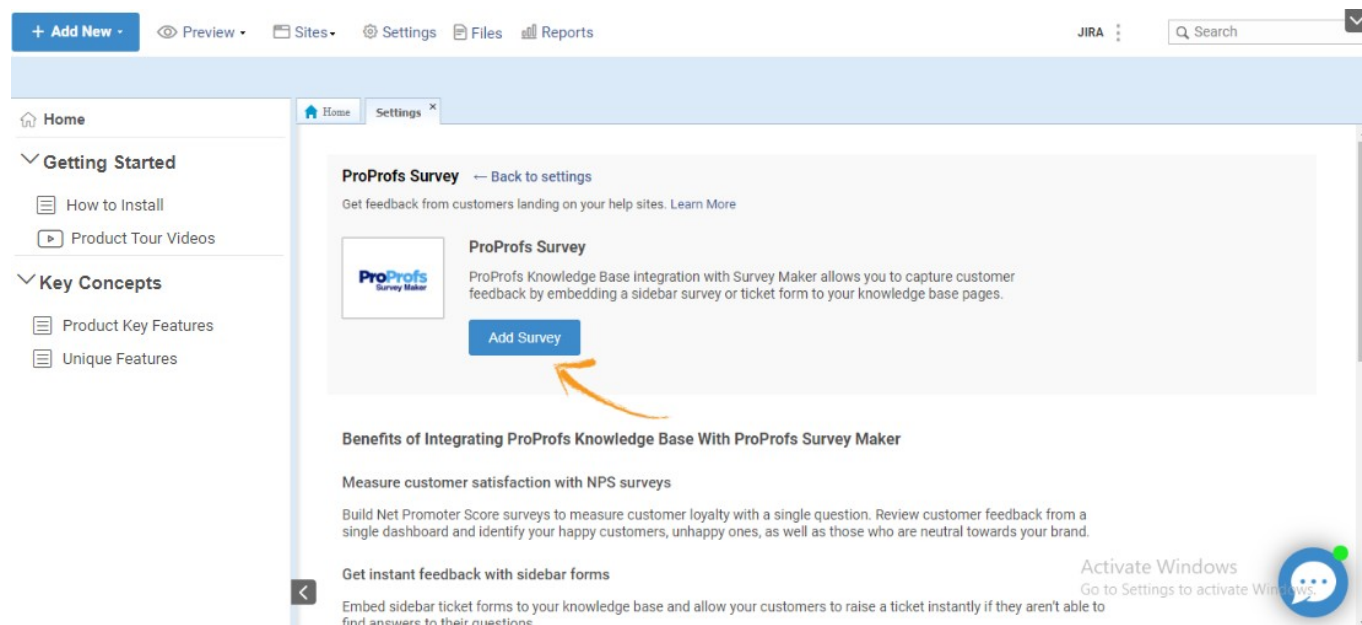 + Add New
Preview
Sites
Settings
Files
Reports
JIRA
Search
Home
Getting Started
How to Install
Product Tour Videos
Key Concepts
Product Key Features
Unique Features
Home
Settings ×
ProProfs Survey ← Back to settings
Get feedback from customers landing on your help sites. Learn More
ProProfs
Survey Maker
ProProfs Survey
ProProfs Knowledge Base integration with Survey Maker allows you to capture customer
feedback by embedding a sidebar survey or ticket form to your knowledge base pages.
Add Survey
Benefits of Integrating ProProfs Knowledge Base With ProProfs Survey Maker
Measure customer satisfaction with NPS surveys
Build Net Promoter Score surveys to measure customer loyalty with a single question. Review customer feedback from a
single dashboard and identify your happy customers, unhappy ones, as well as those who are neutral towards your brand.
Get instant feedback with sidebar forms
Embed sidebar ticket forms to your knowledge base and allow your customers to raise a ticket instantly if they aren't able to
find answers to their questions.
Activate Windows
Go to Settings to activate Windows.